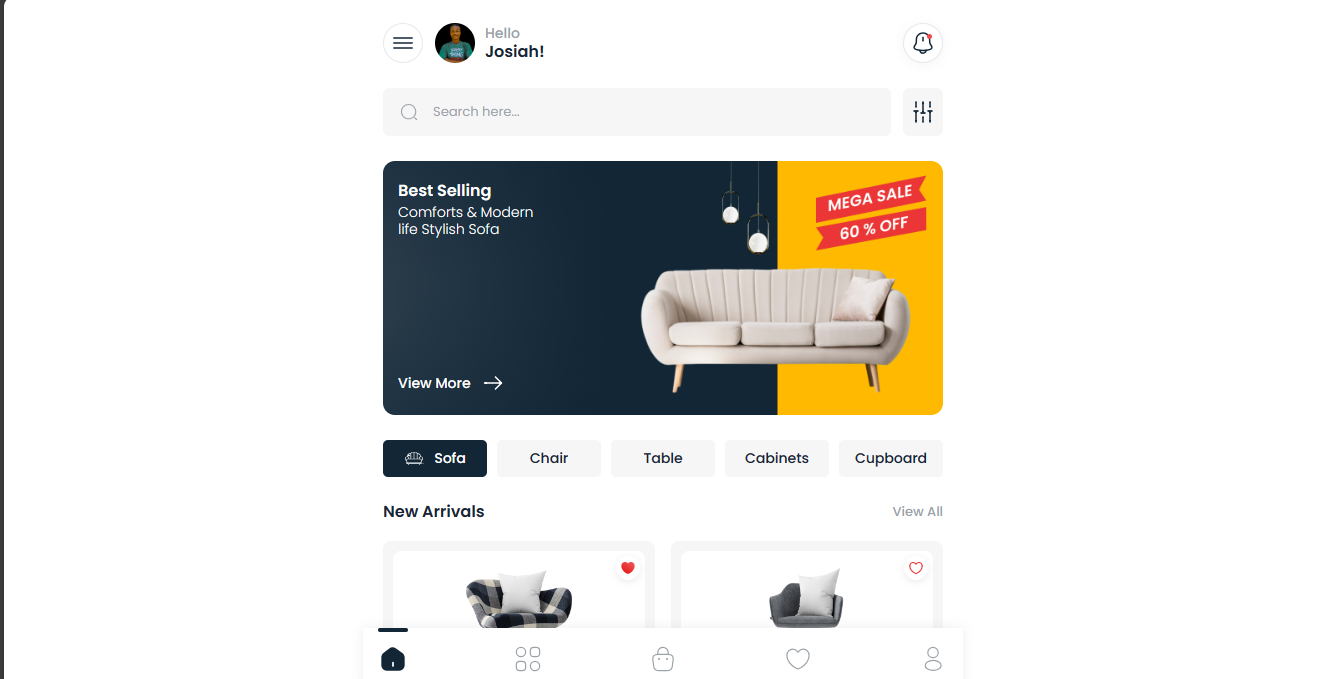 Hello
Josiah!
Search here...
Best Selling
Comforts & Modern
life Stylish Sofa
MEGA SALE
60 % OFF
View More
Sofa
Chair
Table
Cabinets
Cupboard
New Arrivals
View All